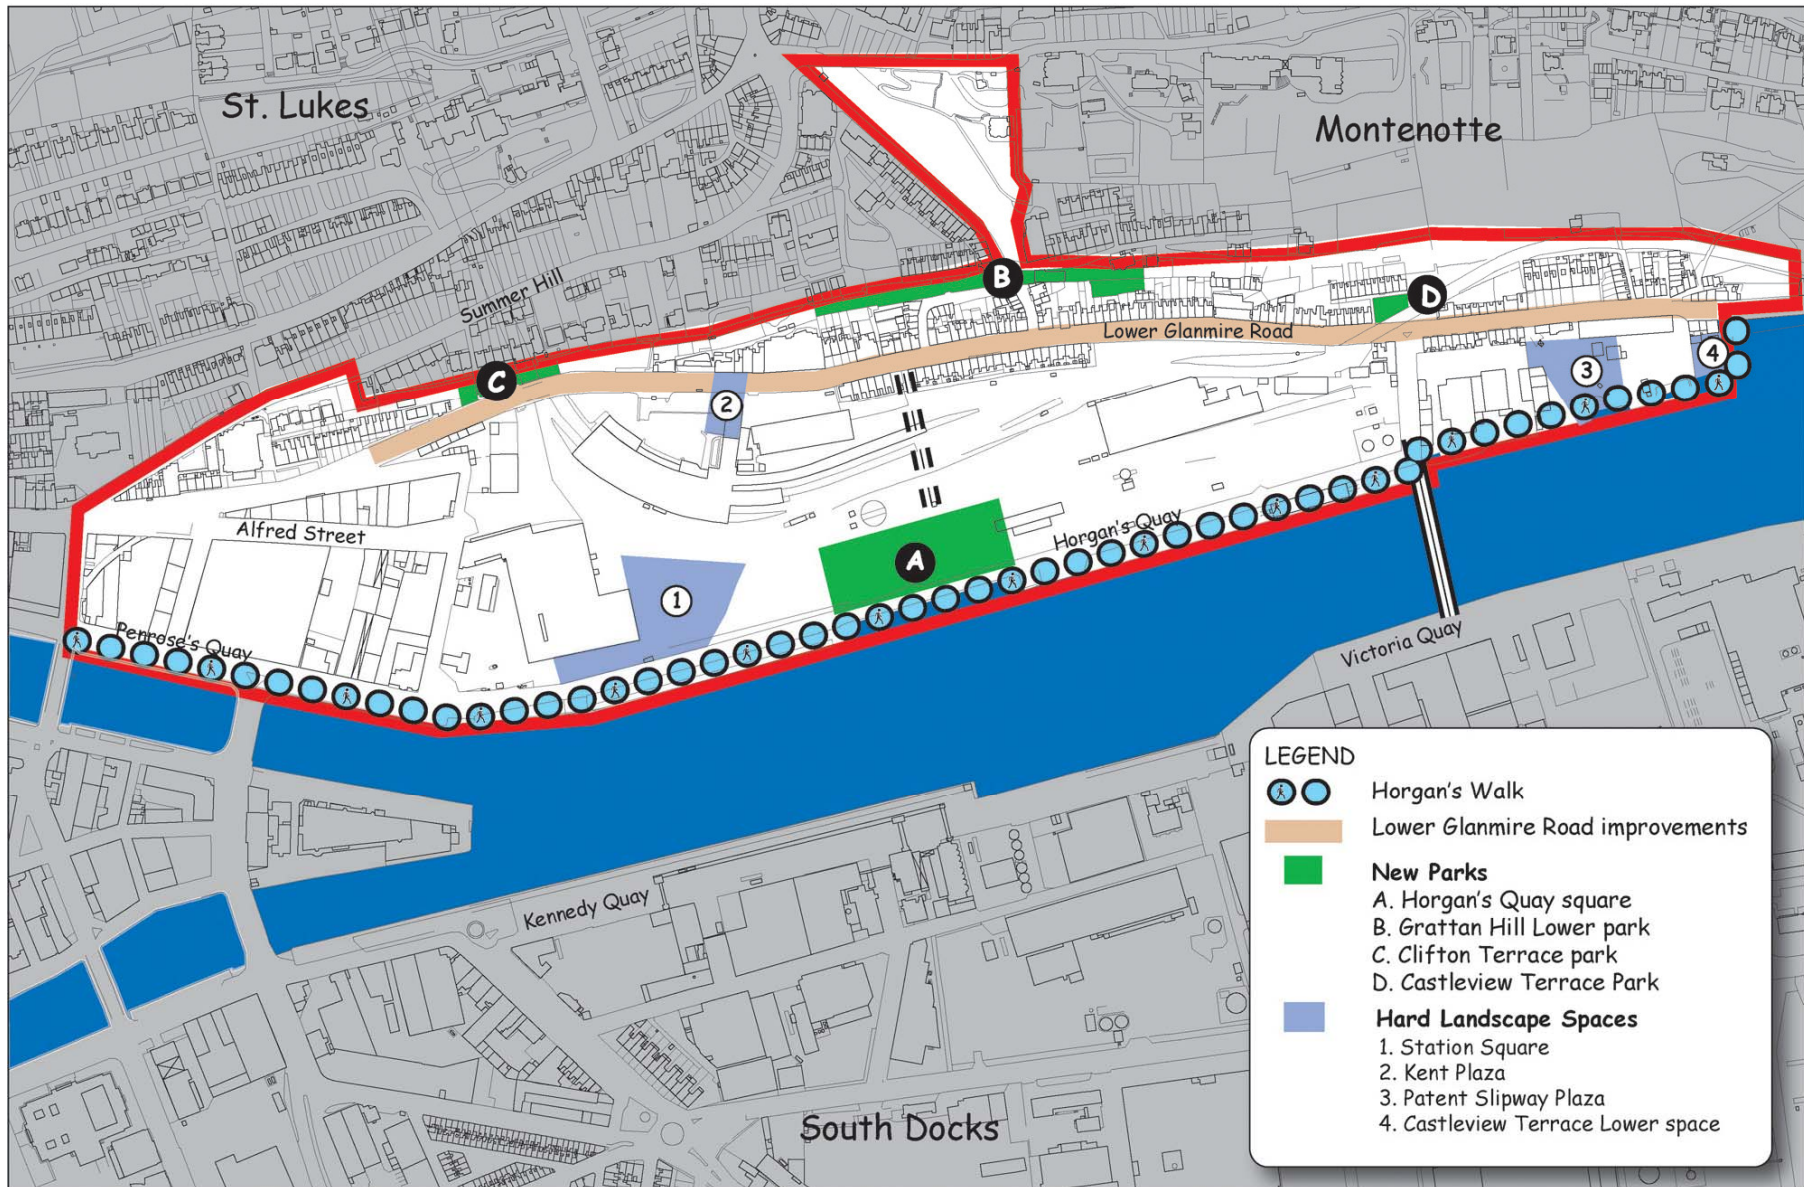 St. Lukes
Montenotte
Summer Hill
B
D
Lower Glanmire Road
C
2
3
4
Alfred Street
Horgan's Quay
A
1
Penrose's Quay
Victoria Quay
Kennedy Quay
South Docks
LEGEND
Horgan's Walk
Lower Glanmire Road improvements
New Parks
A. Horgan's Quay square
B. Grattan Hill Lower park
C. Clifton Terrace park
D. Castleview Terrace Park
Hard Landscape Spaces
1. Station Square
2. Kent Plaza
3. Patent Slipway Plaza
4. Castleview Terrace Lower space